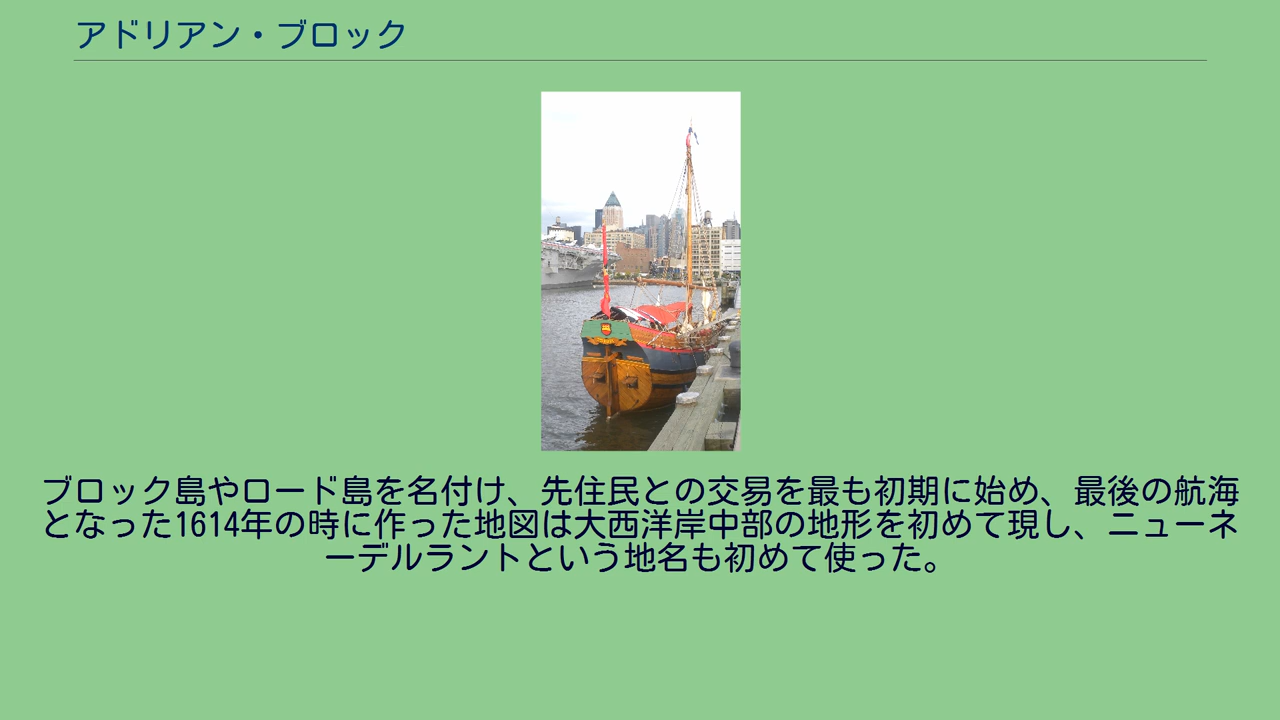 アドリアン・ブロック
ブロック島やロード島を名付け、先住民との交易を最も初期に始め、最後の航海
となった1614年の時に作った地図は大西洋岸中部の地形を初めて現し、ニューネ
ーデルラントという地名も初めて使った。